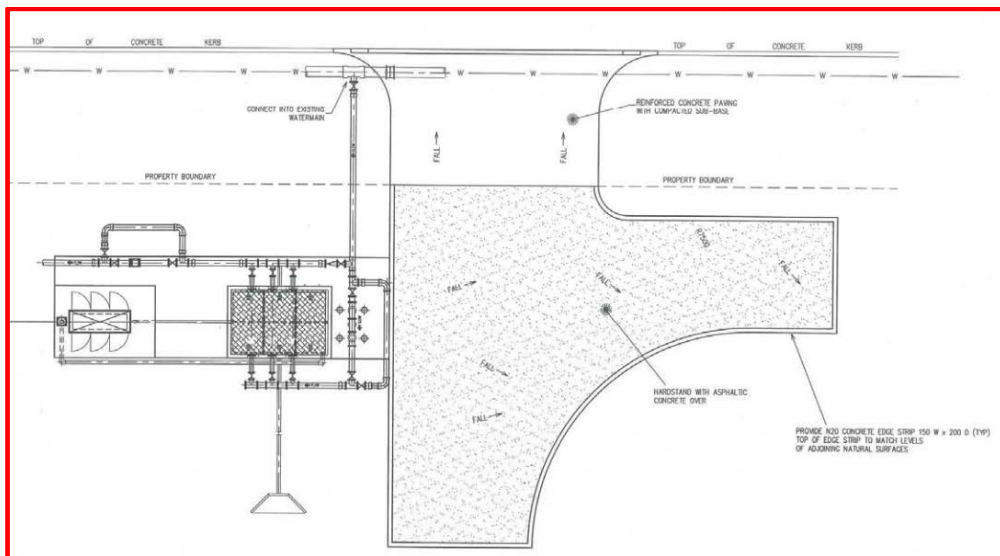 TOP OF CONCRETE KERB
TOP OF CONCRETE KERB
W W W W W W W W W W W
CONNECT INTO EXISTING
WATERMAIN
REINFORCED CONCRETE PAVING
WITH COMPACTED SUB-BASE
FALL
FALL
PROPERTY BOUNDARY
PROPERTY BOUNDARY
R7500
FALL
FALL
FALL
FALL
FALL
HARDSTAND WITH ASPHALTIC
CONCRETE OVER
PROVIDE N20 CONCRETE EDGE STRIP 150 W x 200 D (TYP)
TOP OF EDGE STRIP TO MATCH LEVELS
OF ADJOINING NATURAL SURFACES